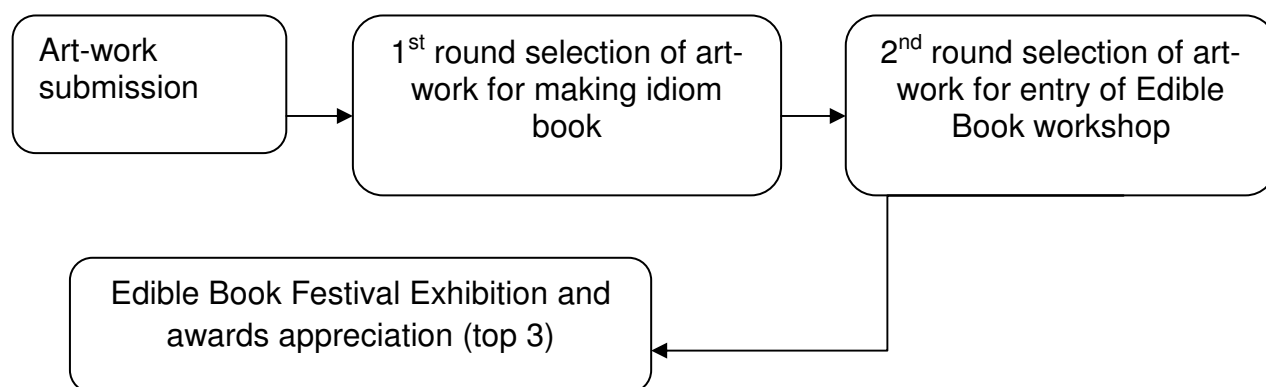 Art-work
submission
1st round selection of art-
work for making idiom
book
2nd round selection of art-
work for entry of Edible
Book workshop
Edible Book Festival Exhibition and
awards appreciation (top 3)